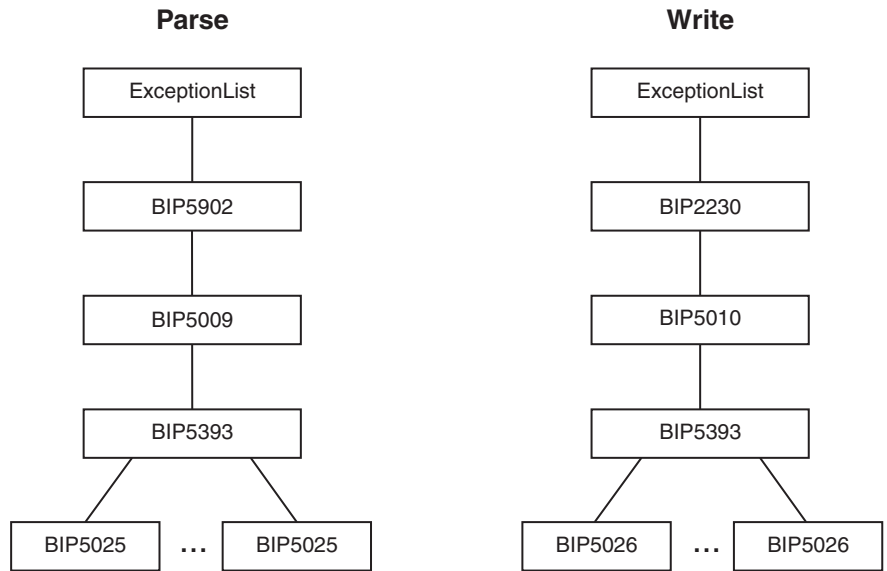 Parse
Write
ExceptionList
ExceptionList
BIP5902
BIP2230
BIP5009
BIP5010
BIP5393
BIP5393
BIP5025 ... BIP5025
BIP5026 ... BIP5026